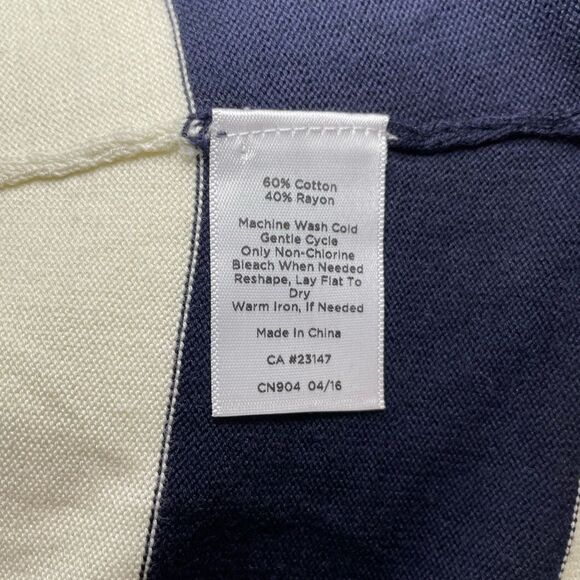 60% Cotton
40% Rayon
Machine Wash Cold
Gentle Cycle
Only Non-Chlorine
Bleach When Needed
Reshape, Lay Flat To
Dry
Warm Iron, If Needed
Made In China
CA #23147
CN904 04/16